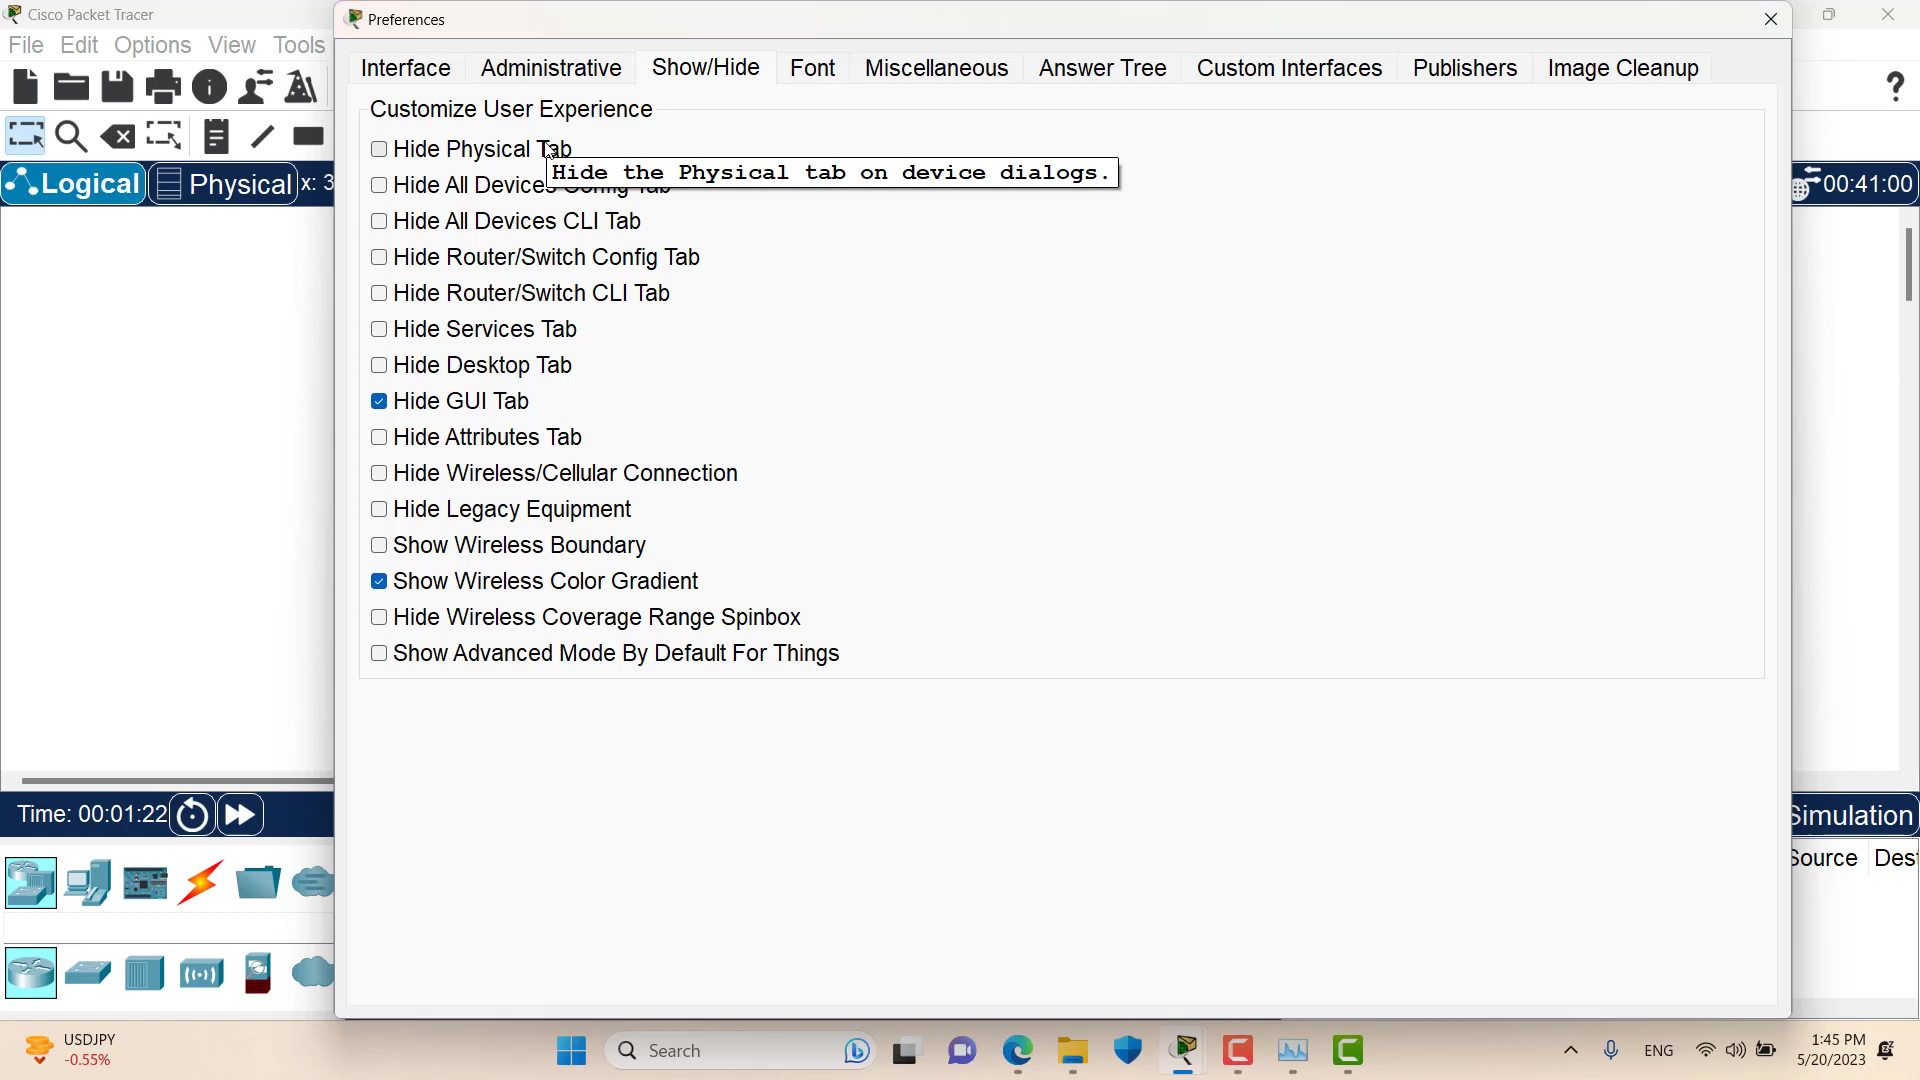 Cisco Packet Tracer
Preferences
File Edit Options View Tools
Interface Administrative Show/Hide Font Miscellaneous Answer Tree Custom Interfaces Publishers Image Cleanup
Customize User Experience
Hide Physical Tab
Hide the Physical tab on device dialogs.
Hide All Devices Config Tab
Logical Physical x: 3
00:41:00
Hide All Devices CLI Tab
Hide Router/Switch Config Tab
Hide Router/Switch CLI Tab
Hide Services Tab
Hide Desktop Tab
Hide GUI Tab
Hide Attributes Tab
Hide Wireless/Cellular Connection
Hide Legacy Equipment
Show Wireless Boundary
Show Wireless Color Gradient
Hide Wireless Coverage Range Spinbox
Show Advanced Mode By Default For Things
Time: 00:01:22
Simulation
Source Des
USDJPY
-0.55%
Search
ENG
1:45 PM
5/20/2023